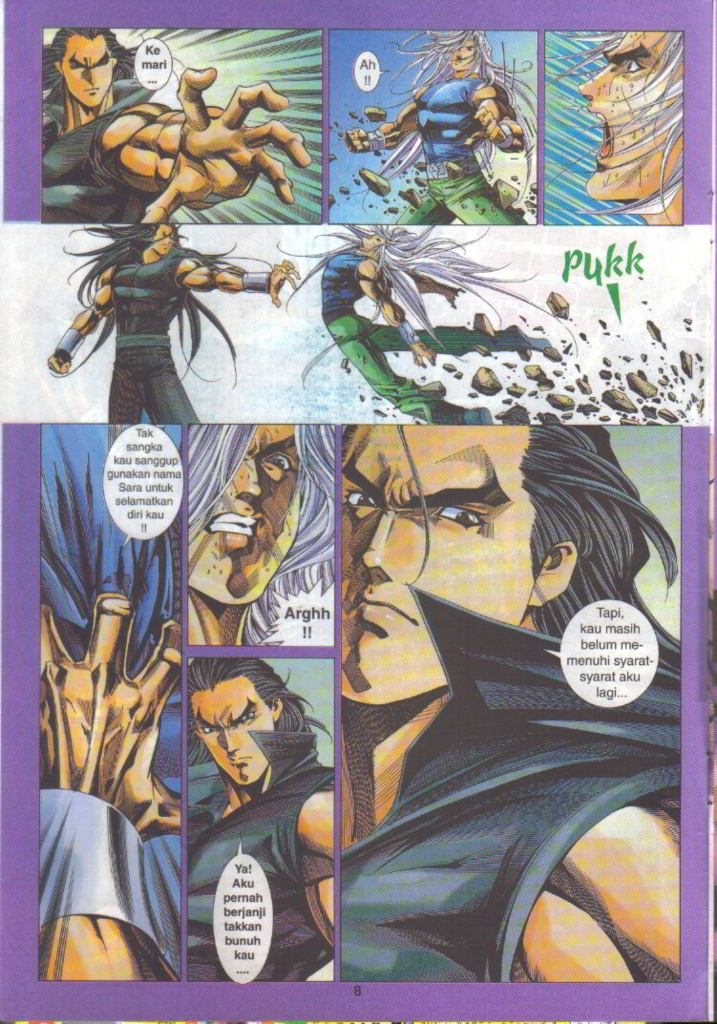 Ke
mari
...
Ah
!!
pukk
Tak
sangka
kau sanggup
gunakan nama
Sara untuk
selamatkan
diri kau
!!
Arghh
!!
Ya!
Aku
pernah
berjanji
takkan
bunuh
kau
....
Tapi,
kau masih
belum me-
menuhi syarat-
syarat aku
lagi...
8